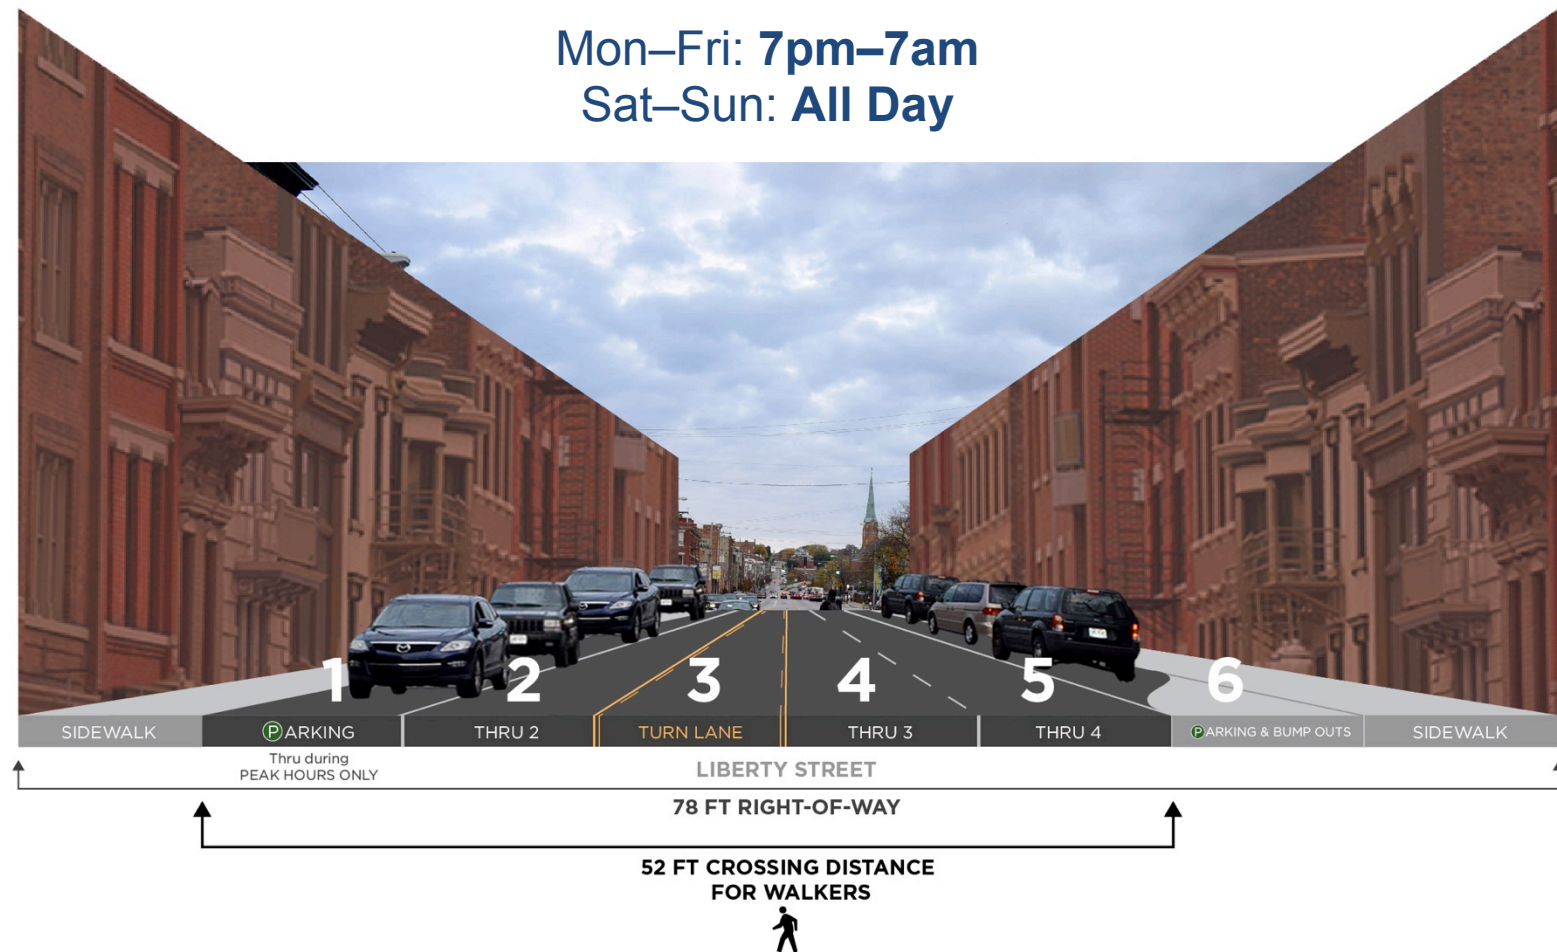 Mon–Fri: 7pm–7am
Sat–Sun: All Day
1 2 3 4 5 6
SIDEWALK PARKING THRU 2 TURN LANE THRU 3 THRU 4 PARKING & BUMP OUTS SIDEWALK
Thru during
PEAK HOURS ONLY
LIBERTY STREET
78 FT RIGHT-OF-WAY
52 FT CROSSING DISTANCE
FOR WALKERS